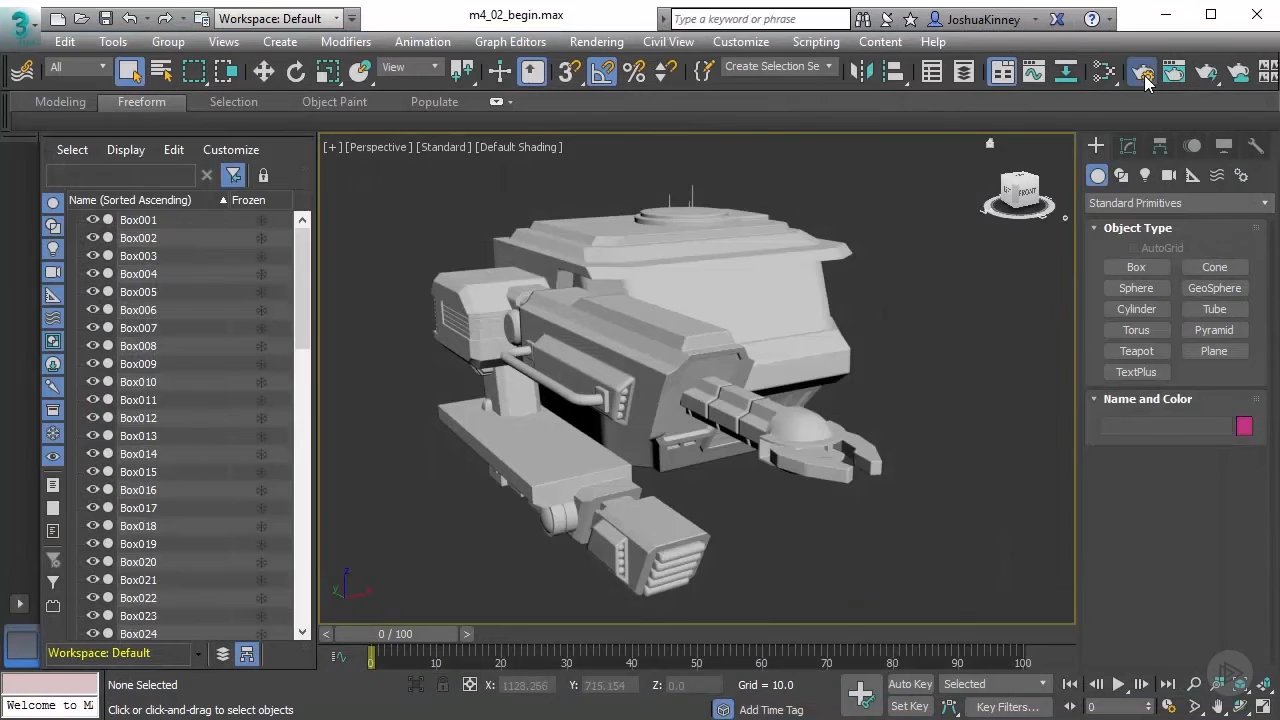 Workspace: Default
m4_02_begin.max
Type a keyword or phrase
JoshuaKinney
Edit Tools Group Views Create Modifiers Animation Graph Editors Rendering Civil View Customize Scripting Content Help
All
View
Create Selection Se
Modeling Freeform Selection Object Paint Populate
Select Display Edit Customize
Name (Sorted Ascending) Frozen
Box001
Box002
Box003
Box004
Box005
Box006
Box007
Box008
Box009
Box010
Box011
Box012
Box013
Box014
Box015
Box016
Box017
Box018
Box019
Box020
Box021
Box022
Box023
Box024
Workspace: Default
[+] [Perspective] [Standard] [Default Shading]
FRONT
Standard Primitives
Object Type
AutoGrid
Box Cone
Sphere GeoSphere
Cylinder Tube
Torus Pyramid
Teapot Plane
TextPlus
Name and Color
z
0 / 100
0 10 20 30 40 50 60 70 80 90 100
None Selected
X: 1128.266 Y: 715.154 Z: 0.0 Grid = 10.0
Auto Key Selected
Welcome to M
Click or click-and-drag to select objects
Add Time Tag
Set Key Key Filters...
0